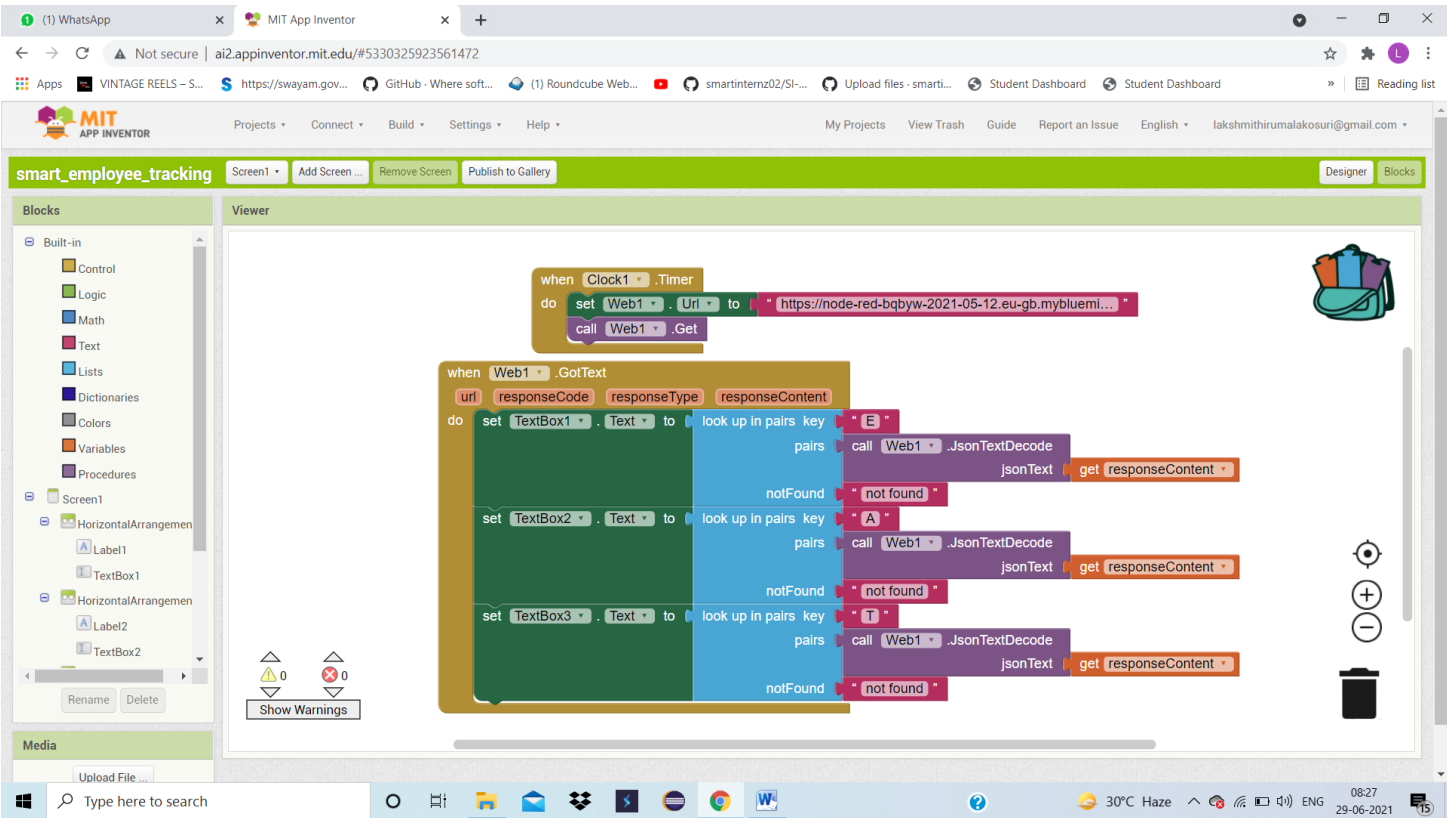 (1) WhatsApp
MIT App Inventor
Not secure | ai2.appinventor.mit.edu/#5330325923561472
Apps VINTAGE REELS – S... https://swayam.gov... GitHub · Where soft... (1) Roundcube Web... smartinternz02/SI-... Upload files · smarti... Student Dashboard Student Dashboard » Reading list
MIT
APP INVENTOR
Projects Connect Build Settings Help My Projects View Trash Guide Report an Issue English lakshmithirumalakosuri@gmail.com
smart_employee_tracking Screen1 Add Screen ... Remove Screen Publish to Gallery Designer Blocks
Blocks
Viewer
Built-in
Control
Logic
Math
Text
Lists
Dictionaries
Colors
Variables
Procedures
Screen1
HorizontalArrangemen
Label1
TextBox1
HorizontalArrangemen
Label2
TextBox2
Rename Delete
Media
Upload File ...
when Clock1 .Timer
do set Web1 . Url to " https://node-red-bqbyw-2021-05-12.eu-gb.mybluemi... "
call Web1 .Get
when Web1 .GotText
url responseCode responseType responseContent
do set TextBox1 . Text to look up in pairs key " E "
pairs call Web1 .JsonTextDecode
jsonText get responseContent
notFound " not found "
set TextBox2 . Text to look up in pairs key " A "
pairs call Web1 .JsonTextDecode
jsonText get responseContent
notFound " not found "
set TextBox3 . Text to look up in pairs key " T "
pairs call Web1 .JsonTextDecode
jsonText get responseContent
notFound " not found "
0 0
Show Warnings
Type here to search
30°C Haze ENG
08:27
29-06-2021
15